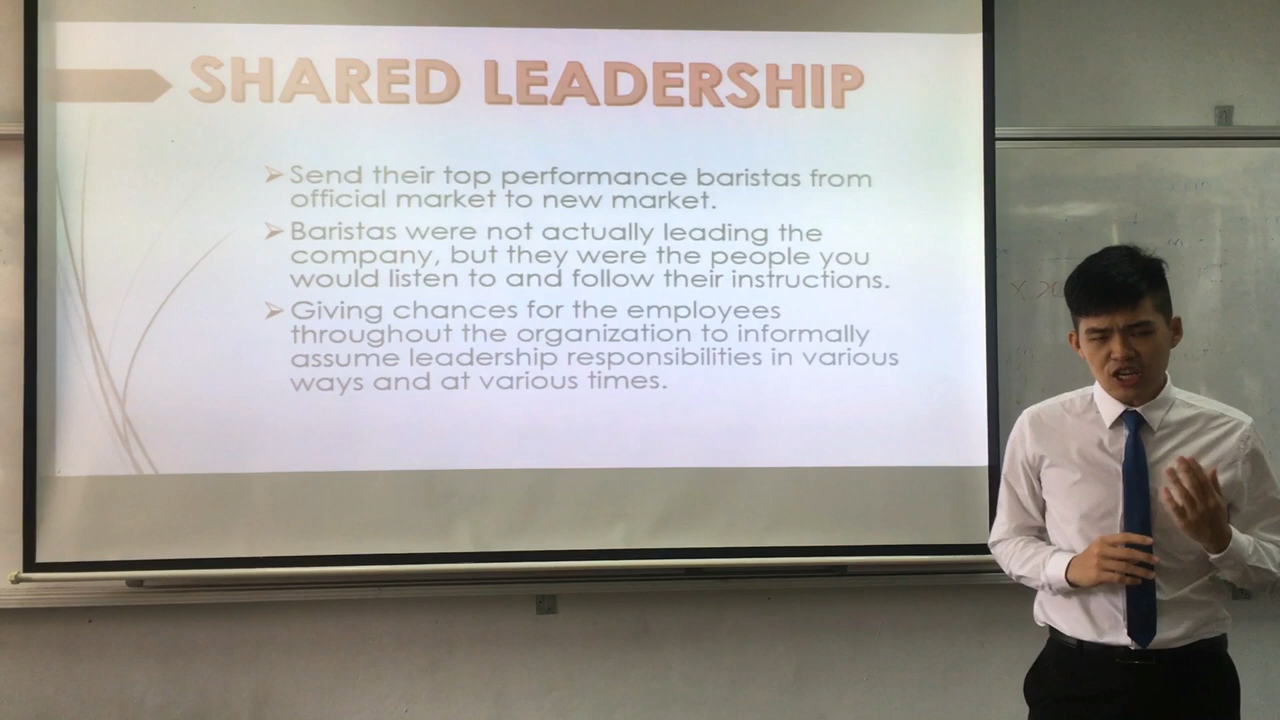 SHARED LEADERSHIP
➢Send their top performance baristas from
official market to new market.
➢Baristas were not actually leading the
company, but they were the people you
would listen to and follow their instructions.
➢Giving chances for the employees
throughout the organization to informally
assume leadership responsibilities in various
ways and at various times.